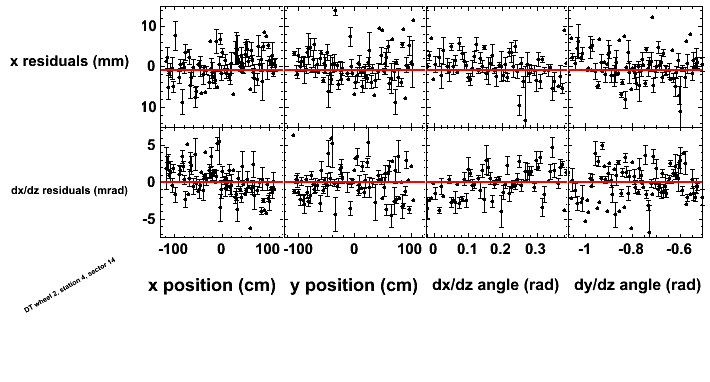 10
x residuals (mm)
0
10
5
dx/dz residuals (mrad)
0
-5
-100 0 100 -100 0 100 0 0.1 0.2 0.3 -1 -0.8 -0.6
x position (cm) y position (cm) dx/dz angle (rad) dy/dz angle (rad)
DT wheel 2, station 4, sector 14